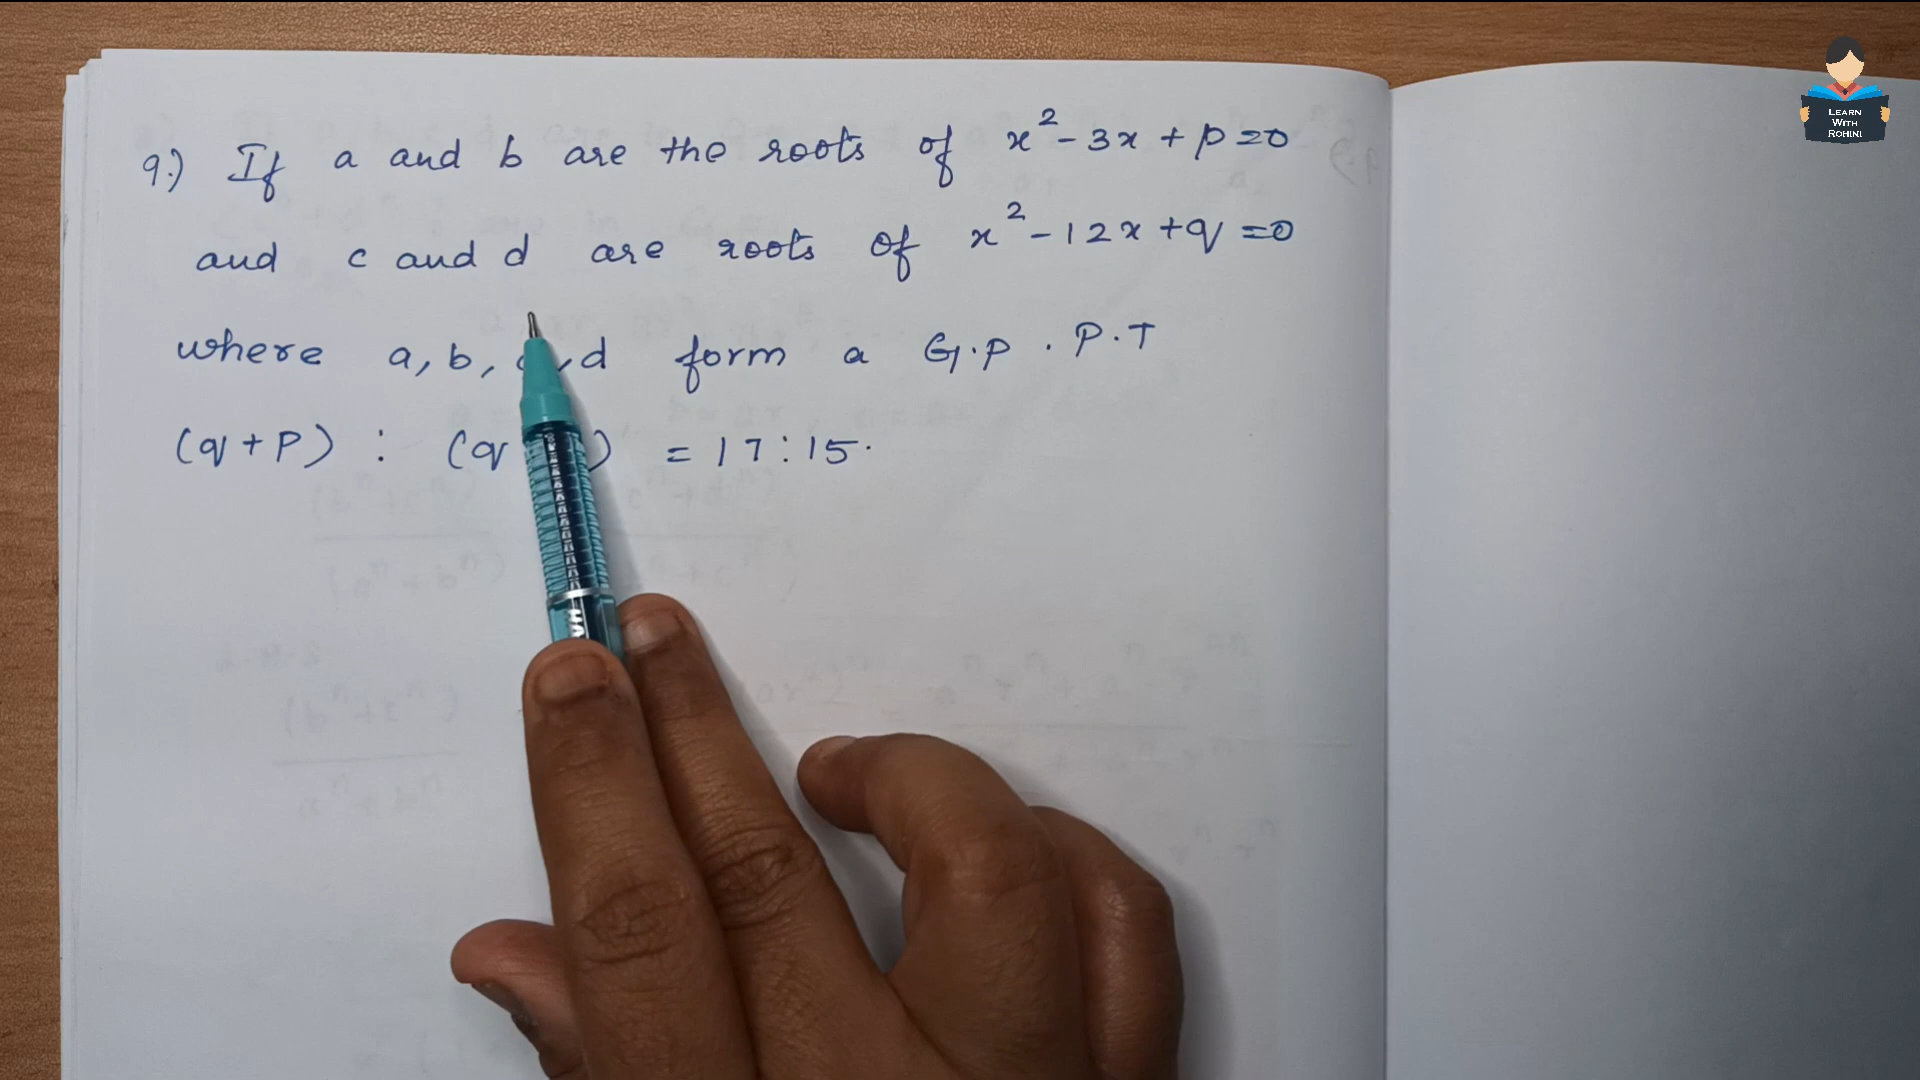 9.) If a and b are the roots of x² - 3x + p = 0
and c and d are roots of x² - 12x + q = 0
where a, b, , d form a G.P. P.T
(q + P) : (q ) = 17 : 15.
LEARN
WITH
ROHINI